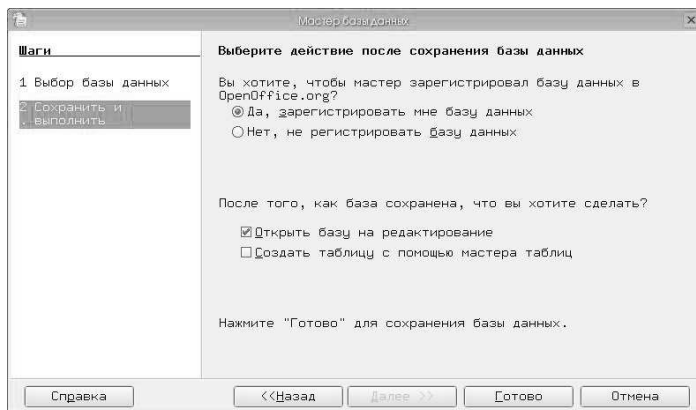 Мастер базы данных
Шаги
Выберите действие после сохранения базы данных
1 Выбор базы данных
2 Сохранить и
. выполнить
Вы хотите, чтобы мастер зарегистрировал базу данных в
OpenOffice.org?
Да, зарегистрировать мне базу данных
Нет, не регистрировать базу данных
После того, как база сохранена, что вы хотите сделать?
Открыть базу на редактирование
Создать таблицу с помощью мастера таблиц
Нажмите "Готово" для сохранения базы данных.
Справка
<<Назад
Далее >>
Готово
Отмена